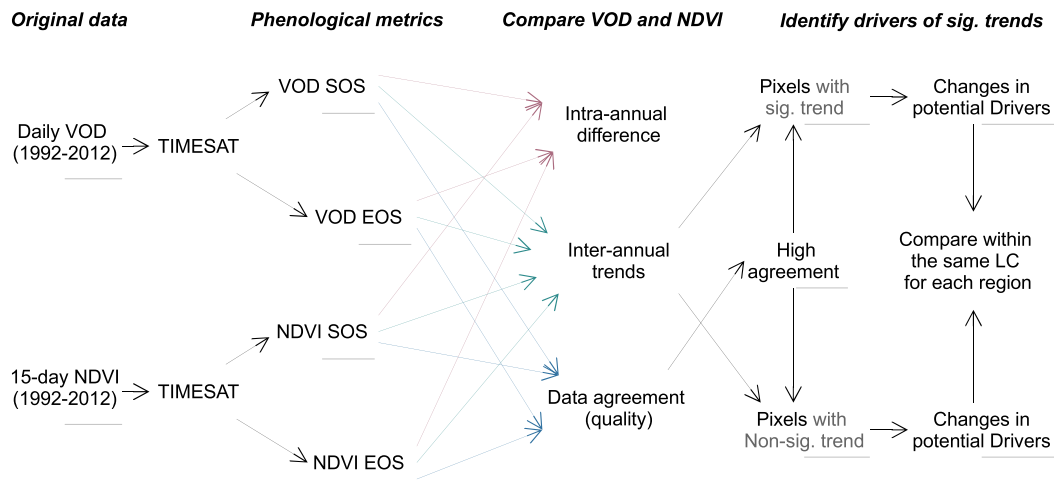 Original data
Phenological metrics
Compare VOD and NDVI
Identify drivers of sig. trends
Daily VOD
(1992-2012)
TIMESAT
VOD SOS
VOD EOS
15-day NDVI
(1992-2012)
TIMESAT
NDVI SOS
NDVI EOS
Intra-annual
difference
Inter-annual
trends
Data agreement
(quality)
Pixels with
sig. trend
High
agreement
Pixels with
Non-sig. trend
Changes in
potential Drivers
Compare within
the same LC
for each region
Changes in
potential Drivers